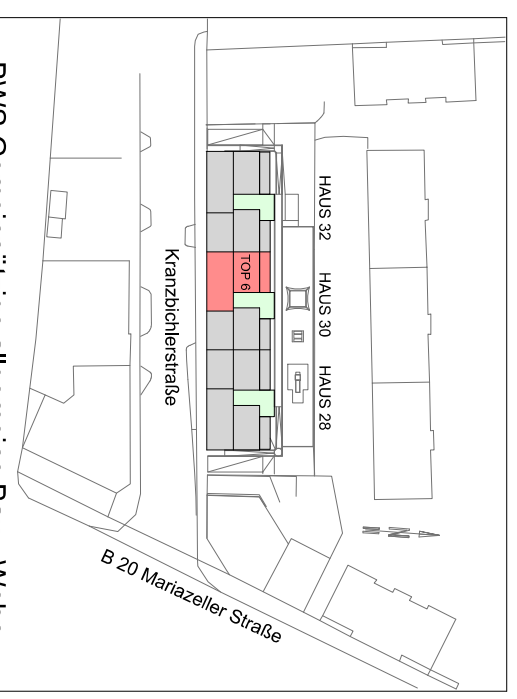 HAUS 32
HAUS 30
HAUS 28
TOP 6
Kranzbichlerstraße
B 20 Mariazeller Straße